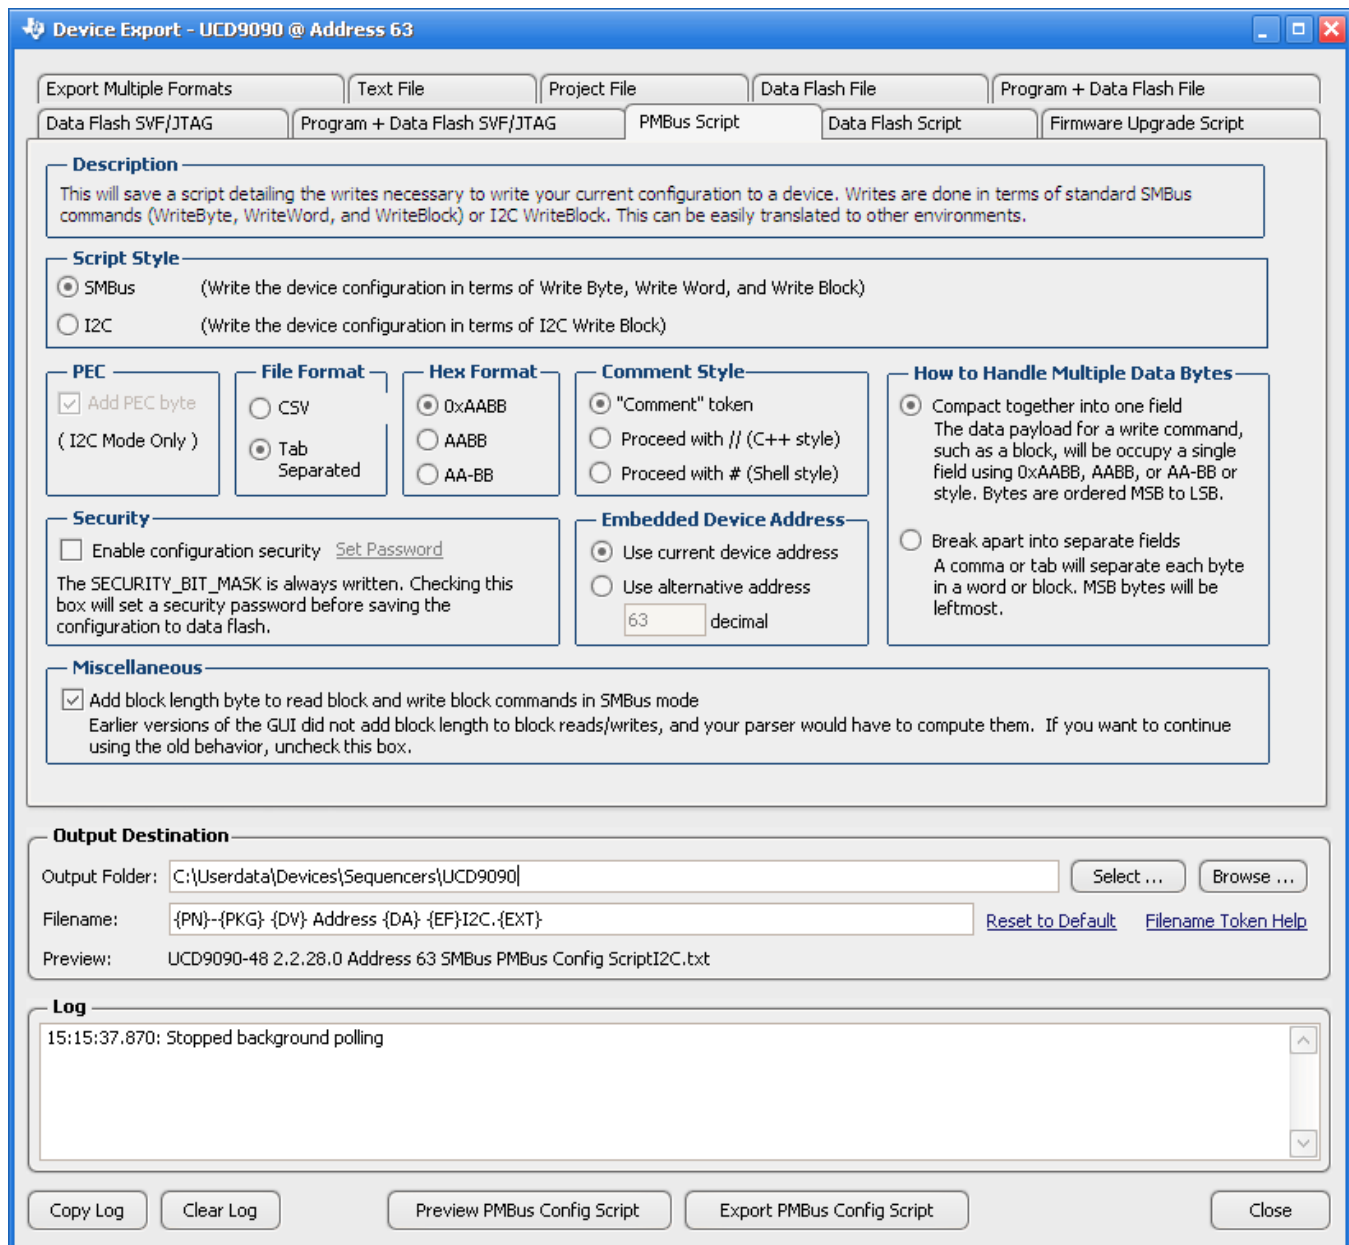 Device Export - UCD9090 @ Address 63
Export Multiple Formats
Text File
Project File
Data Flash File
Program + Data Flash File
Data Flash SVF/JTAG
Program + Data Flash SVF/JTAG
PMBus Script
Data Flash Script
Firmware Upgrade Script
Description
This will save a script detailing the writes necessary to write your current configuration to a device. Writes are done in terms of standard SMBus
commands (WriteByte, WriteWord, and WriteBlock) or I2C WriteBlock. This can be easily translated to other environments.
Script Style
SMBus (Write the device configuration in terms of Write Byte, Write Word, and Write Block)
I2C (Write the device configuration in terms of I2C Write Block)
PEC
Add PEC byte
( I2C Mode Only )
File Format
CSV
Tab
Separated
Hex Format
0xAABB
AABB
AA-BB
Comment Style
"Comment" token
Proceed with // (C++ style)
Proceed with # (Shell style)
How to Handle Multiple Data Bytes
Compact together into one field
The data payload for a write command,
such as a block, will be occupy a single
field using 0xAABB, AABB, or AA-BB or
style. Bytes are ordered MSB to LSB.
Break apart into separate fields
A comma or tab will separate each byte
in a word or block. MSB bytes will be
leftmost.
Security
Enable configuration security Set Password
The SECURITY_BIT_MASK is always written. Checking this
box will set a security password before saving the
configuration to data flash.
Embedded Device Address
Use current device address
Use alternative address
63 decimal
Miscellaneous
Add block length byte to read block and write block commands in SMBus mode
Earlier versions of the GUI did not add block length to block reads/writes, and your parser would have to compute them. If you want to continue
using the old behavior, uncheck this box.
Output Destination
Output Folder: C:\Userdata\Devices\Sequencers\UCD9090 Select ... Browse ...
Filename: {PN}-{PKG} {DV} Address {DA} {EF}I2C.{EXT} Reset to Default Filename Token Help
Preview: UCD9090-48 2.2.28.0 Address 63 SMBus PMBus Config ScriptI2C.txt
Log
15:15:37.870: Stopped background polling
Copy Log
Clear Log
Preview PMBus Config Script
Export PMBus Config Script
Close